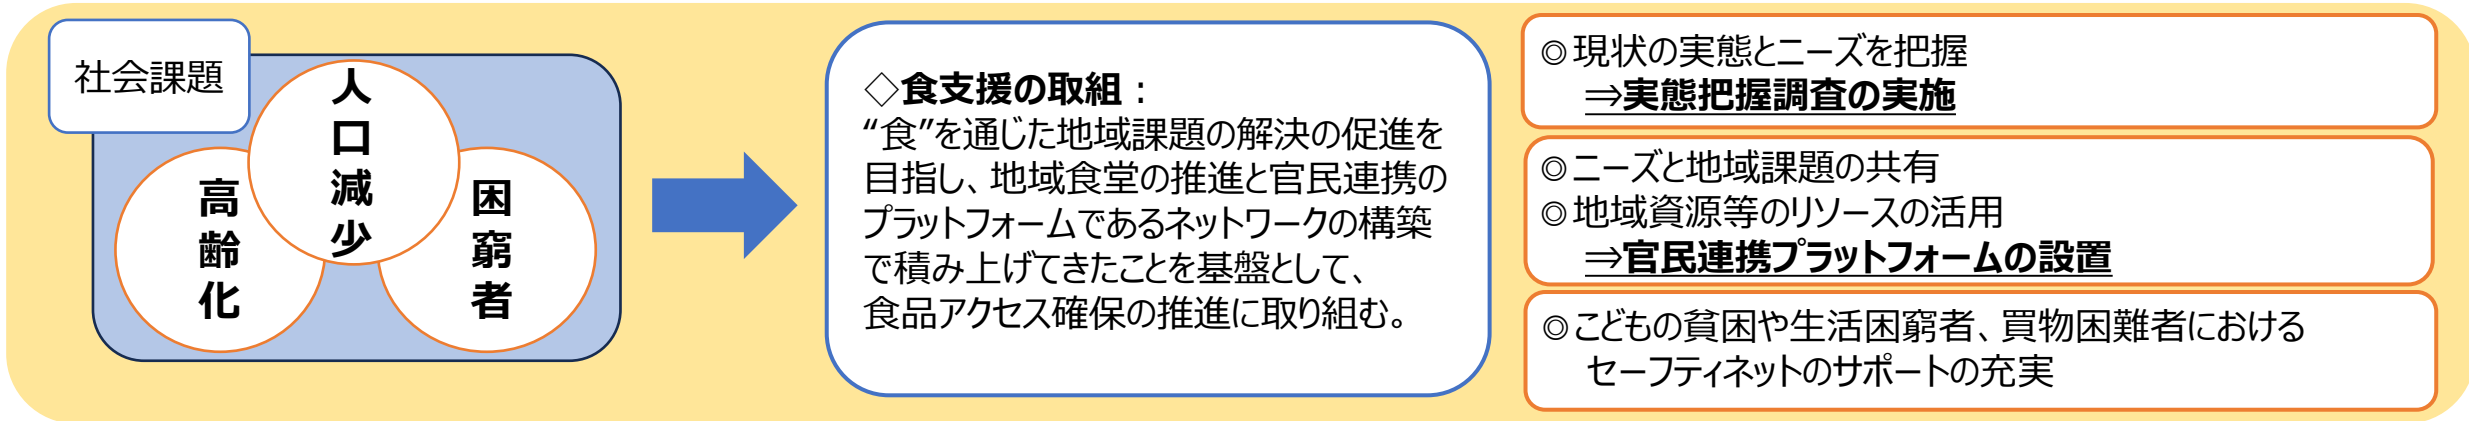 社会課題
人口減少
高齢化
困窮者
◇食支援の取組：
“食”を通じた地域課題の解決の促進を
目指し、地域食堂の推進と官民連携の
プラットフォームであるネットワークの構築
で積み上げてきたことを基盤として、
食品アクセス確保の推進に取り組む。
◎現状の実態とニーズを把握
⇒実態把握調査の実施
◎ニーズと地域課題の共有
◎地域資源等のリソースの活用
⇒官民連携プラットフォームの設置
◎こどもの貧困や生活困窮者、買物困難者における
セーフティネットのサポートの充実